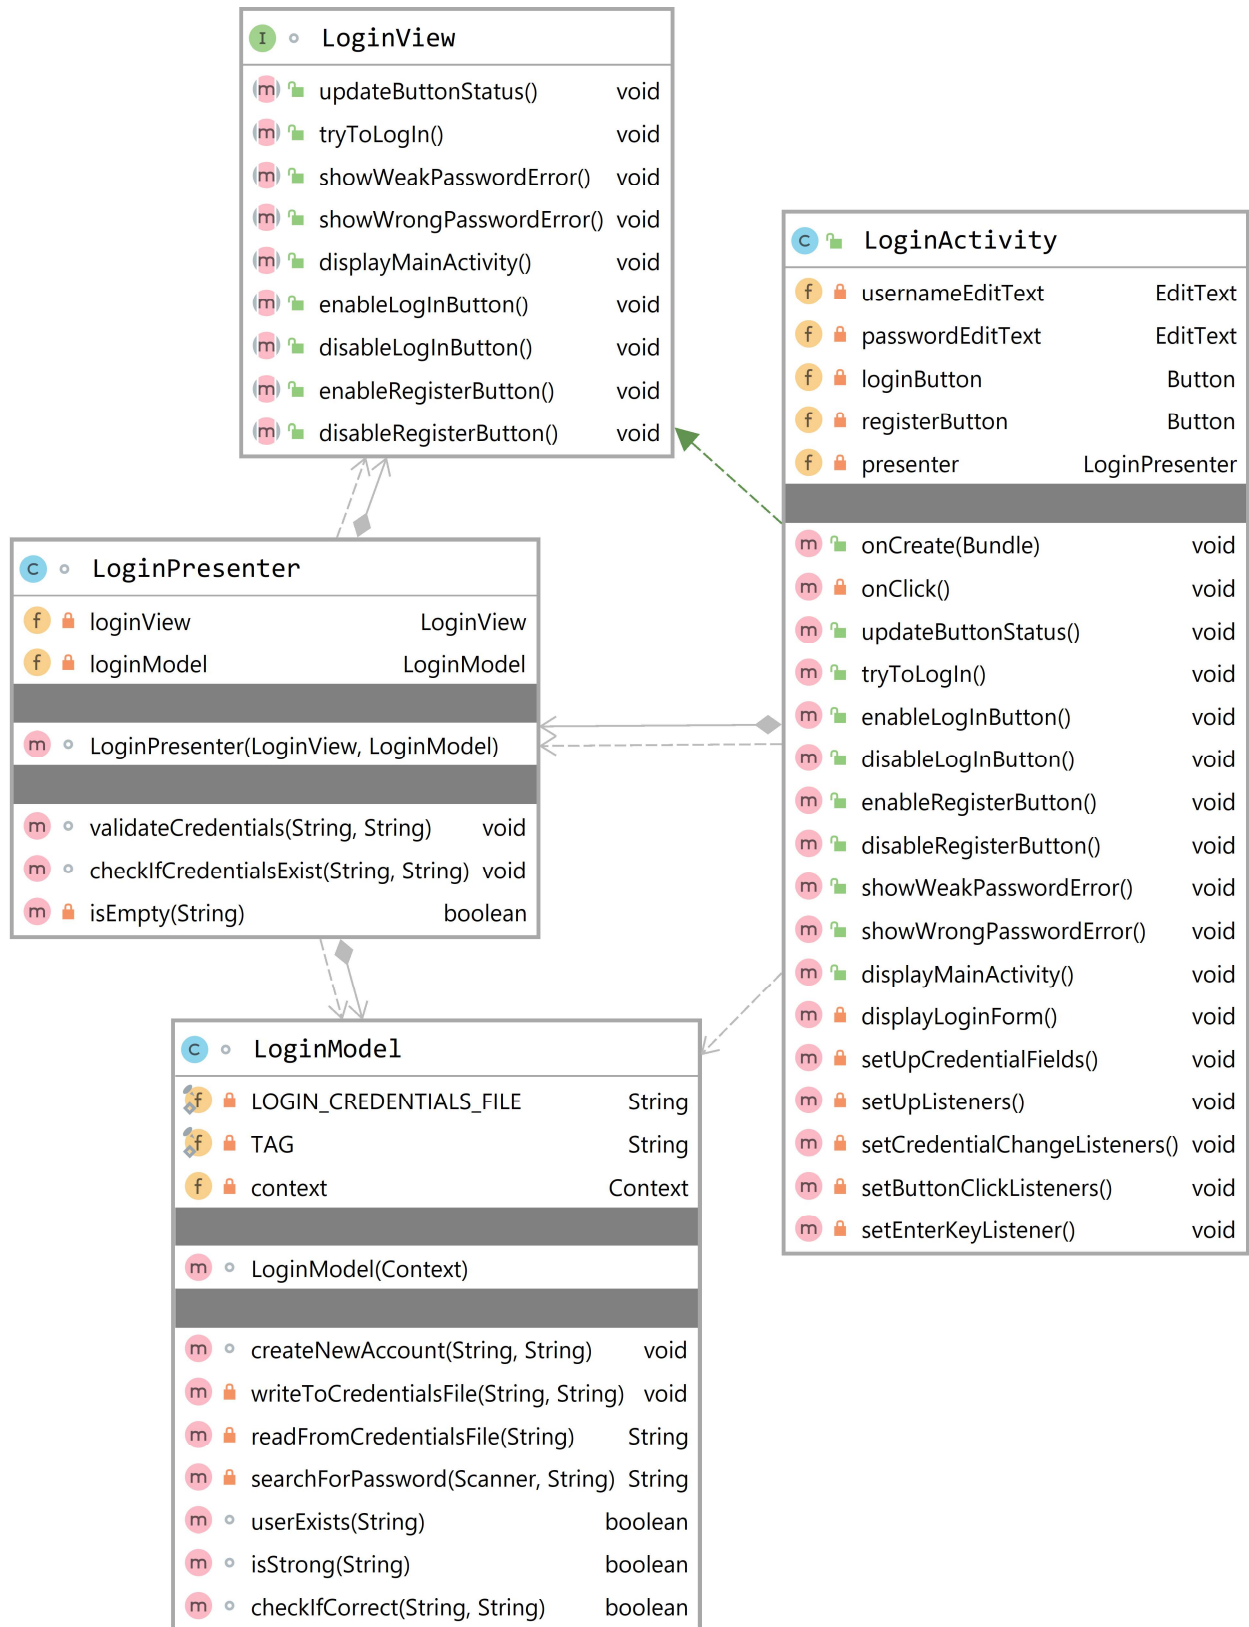 LoginView
updateButtonStatus() void
tryToLogIn() void
showWeakPasswordError() void
showWrongPasswordError() void
displayMainActivity() void
enableLogInButton() void
disableLogInButton() void
enableRegisterButton() void
disableRegisterButton() void
LoginActivity
usernameEditText EditText
passwordEditText EditText
loginButton Button
registerButton Button
presenter LoginPresenter
onCreate(Bundle) void
onClick() void
updateButtonStatus() void
tryToLogIn() void
enableLogInButton() void
disableLogInButton() void
enableRegisterButton() void
disableRegisterButton() void
showWeakPasswordError() void
showWrongPasswordError() void
displayMainActivity() void
displayLoginForm() void
setUpCredentialFields() void
setUpListeners() void
setCredentialChangeListeners() void
setButtonClickListeners() void
setEnterKeyListener() void
LoginPresenter
loginView LoginView
loginModel LoginModel
LoginPresenter(LoginView, LoginModel)
validateCredentials(String, String) void
checkIfCredentialsExist(String, String) void
isEmpty(String) boolean
LoginModel
LOGIN_CREDENTIALS_FILE String
TAG String
context Context
LoginModel(Context)
createNewAccount(String, String) void
writeToCredentialsFile(String, String) void
readFromCredentialsFile(String) String
searchForPassword(Scanner, String) String
userExists(String) boolean
isStrong(String) boolean
checkIfCorrect(String, String) boolean